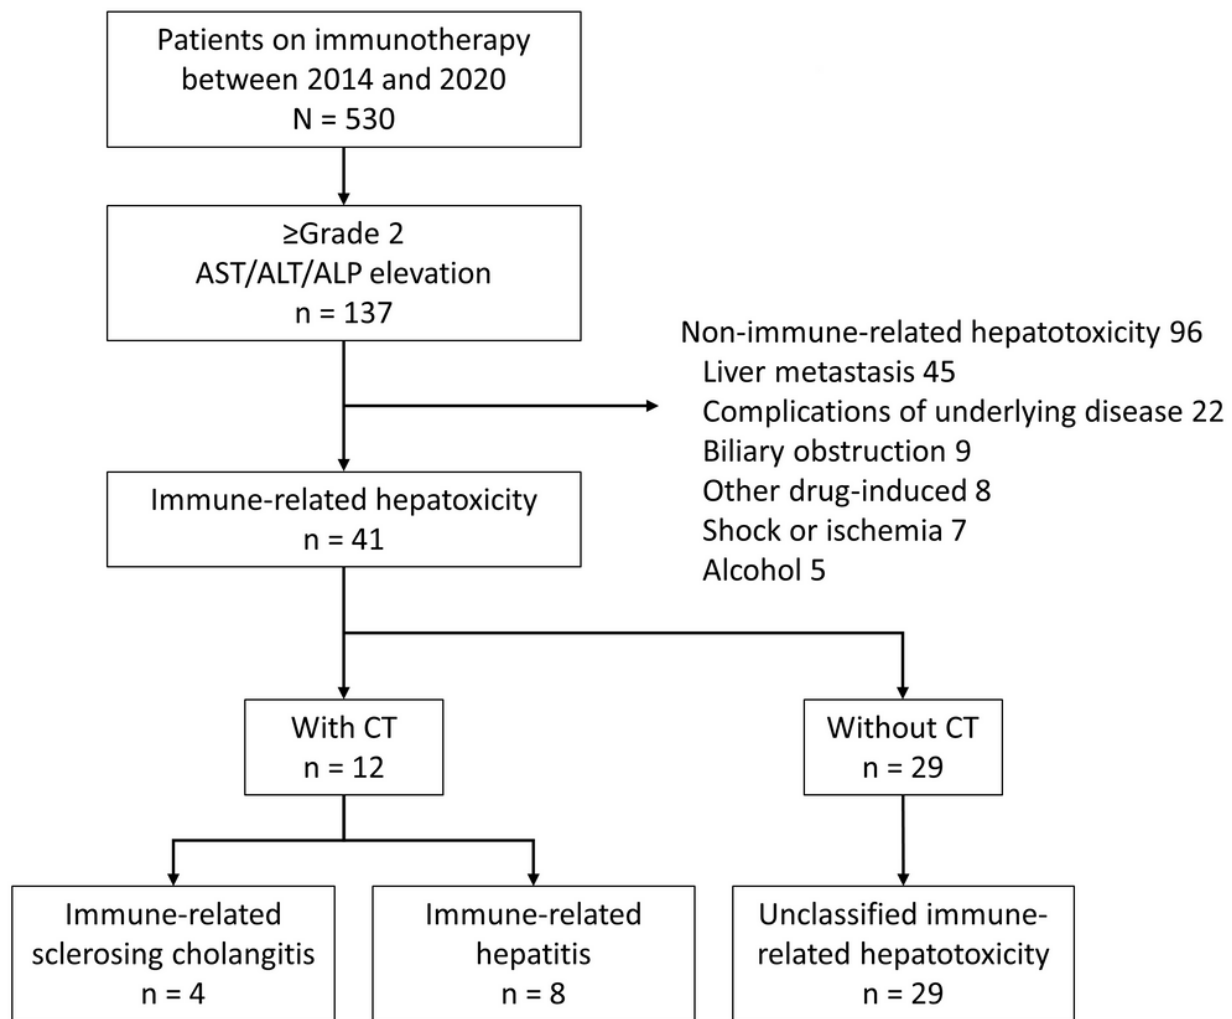 Patients on immunotherapy
between 2014 and 2020
N = 530
≥Grade 2
AST/ALT/ALP elevation
n = 137
Non-immune-related hepatotoxicity 96
Liver metastasis 45
Complications of underlying disease 22
Biliary obstruction 9
Other drug-induced 8
Shock or ischemia 7
Alcohol 5
Immune-related hepatoxicity
n = 41
With CT
n = 12
Without CT
n = 29
Immune-related
sclerosing cholangitis
n = 4
Immune-related
hepatitis
n = 8
Unclassified immune-
related hepatotoxicity
n = 29